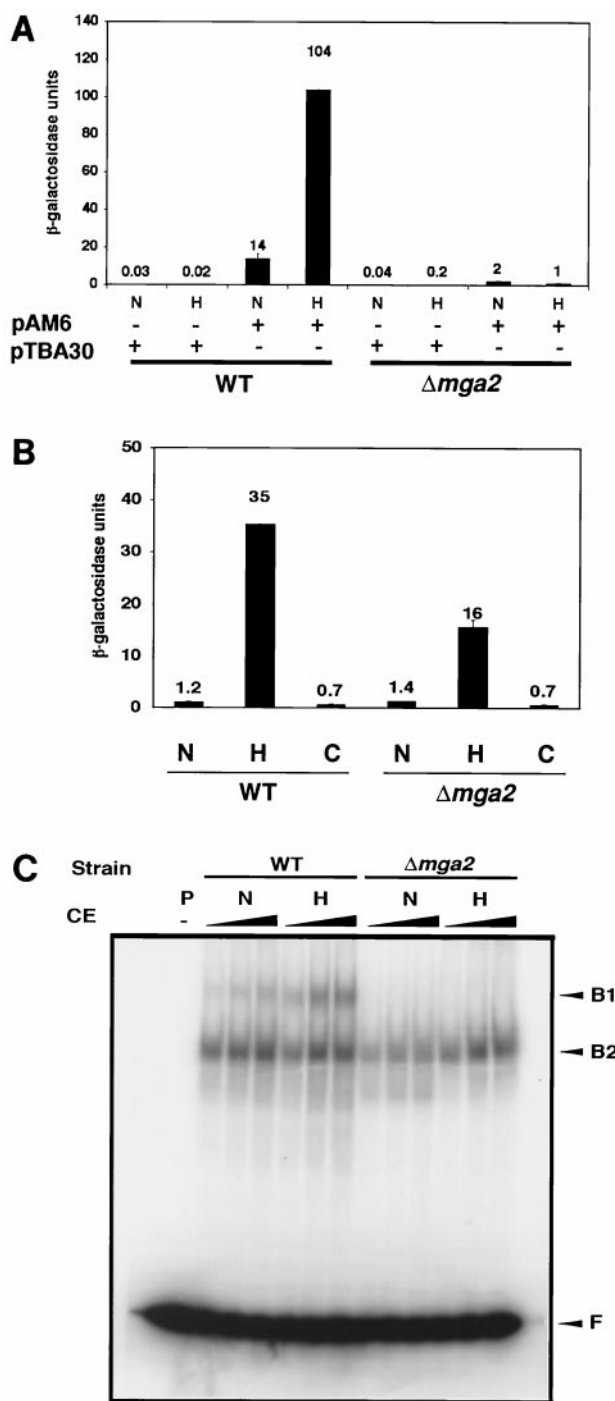 A
β-galactosidase units
140
120
100
80
60
40
20
0
0.03 0.02 14 104 0.04 0.2 2 1
N H N H N H N H
pAM6 - - + + - - + +
pTBA30 + + - - + + - -
WT Δmga2
B
β-galactosidase units
50
40
30
20
10
0
1.2 35 0.7 1.4 16 0.7
N H C N H C
WT Δmga2
C
Strain WT Δmga2
P N H N H
CE -
B1
B2
F